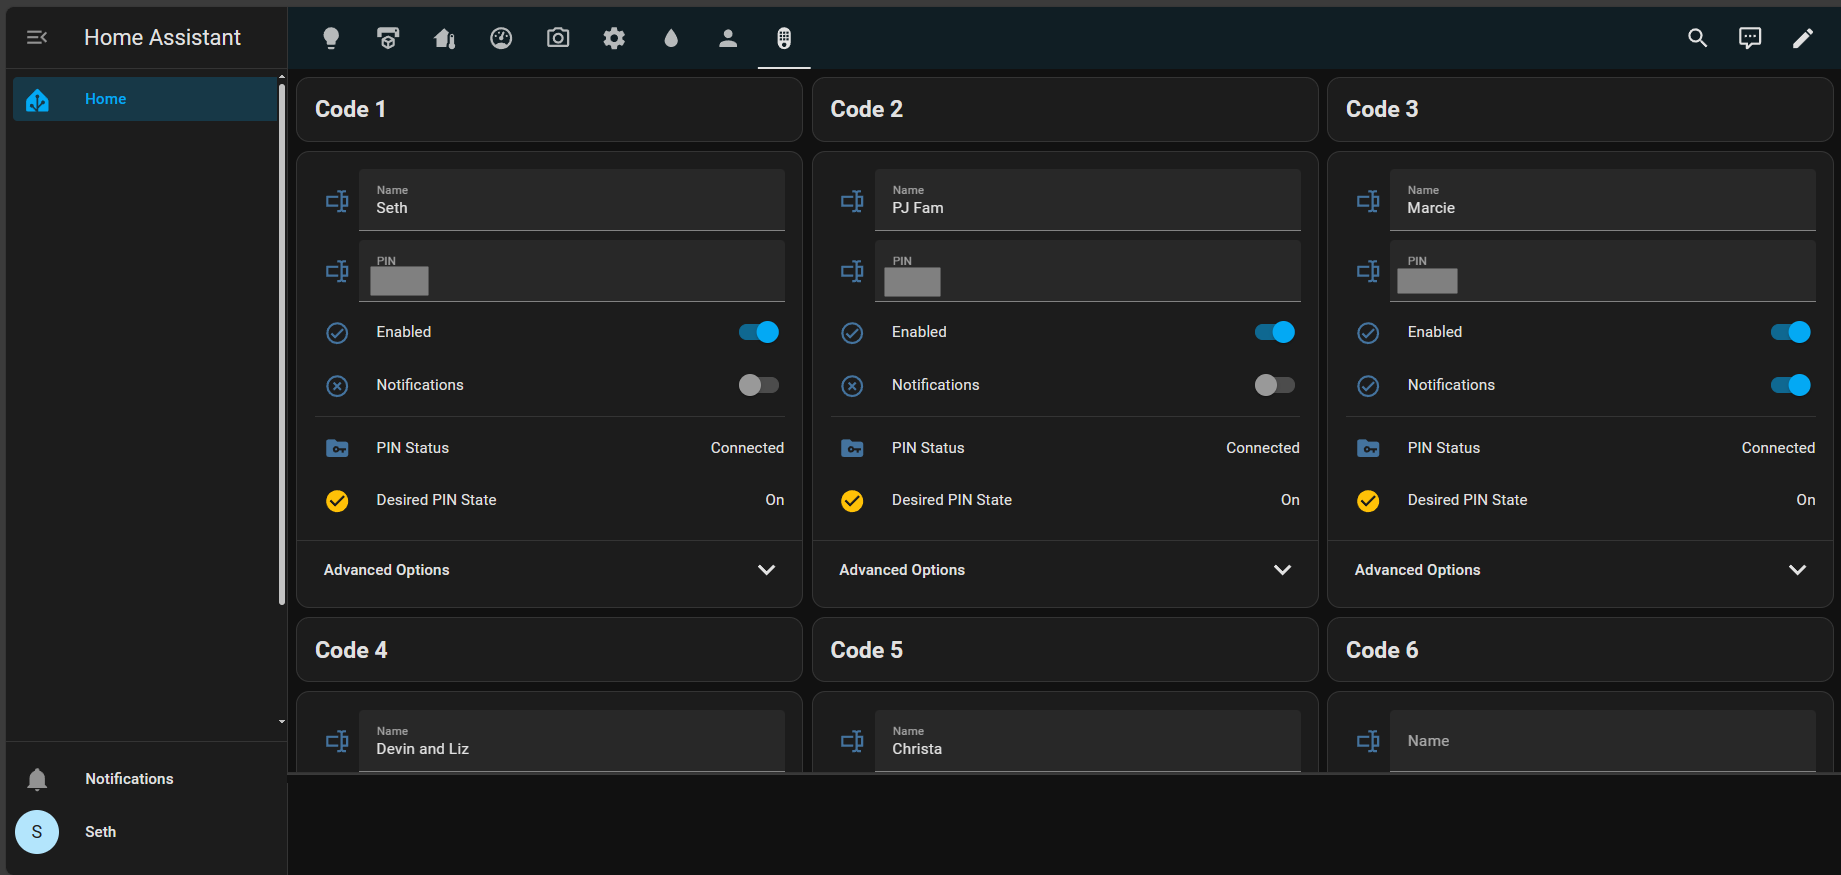 Home Assistant
Home
Code 1
Name
Seth
PIN
Enabled
Notifications
PIN Status Connected
Desired PIN State On
Advanced Options
Code 2
Name
PJ Fam
PIN
Enabled
Notifications
PIN Status Connected
Desired PIN State On
Advanced Options
Code 3
Name
Marcie
PIN
Enabled
Notifications
PIN Status Connected
Desired PIN State On
Advanced Options
Code 4
Name
Devin and Liz
Code 5
Name
Christa
Code 6
Name
Notifications
S Seth